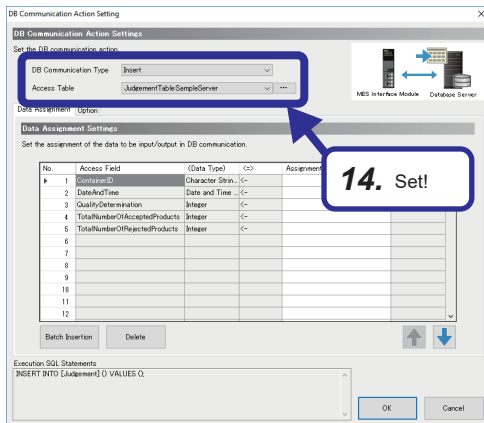 DB Communication Action Setting
DB Communication Action Settings
Set the DB communication action.
DB Communication Type Insert
Access Table JudgementTable:SampleServer ...
MES Interface Module Database Server
Data Assignment Option
Data Assignment Settings
Set the assignment of the data to be input/output in DB communication.
No. Access Field (Data Type) <=> Assignment
1 ContainerID Character Strin... <-
2 DateAndTime Date and Time ... <-
3 QualityDetermination Integer <-
4 TotalNumberOfAcceptedProducts Integer <-
5 TotalNumberOfRejectedProducts Integer <-
6
7
8
9
10
11
12
14. Set!
Batch Insertion Delete
Execution SQL Statements
INSERT INTO [Judgement] () VALUES ();
OK Cancel